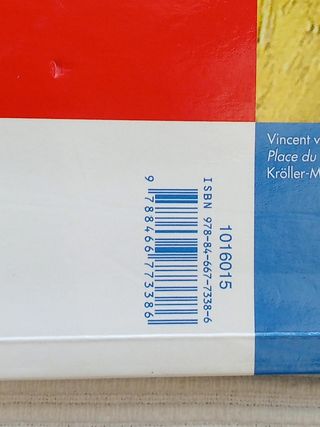 Vincent v
Place du
Kröller-M
1016015
ISBN 978-84-667-7338-6
9 788466 773386